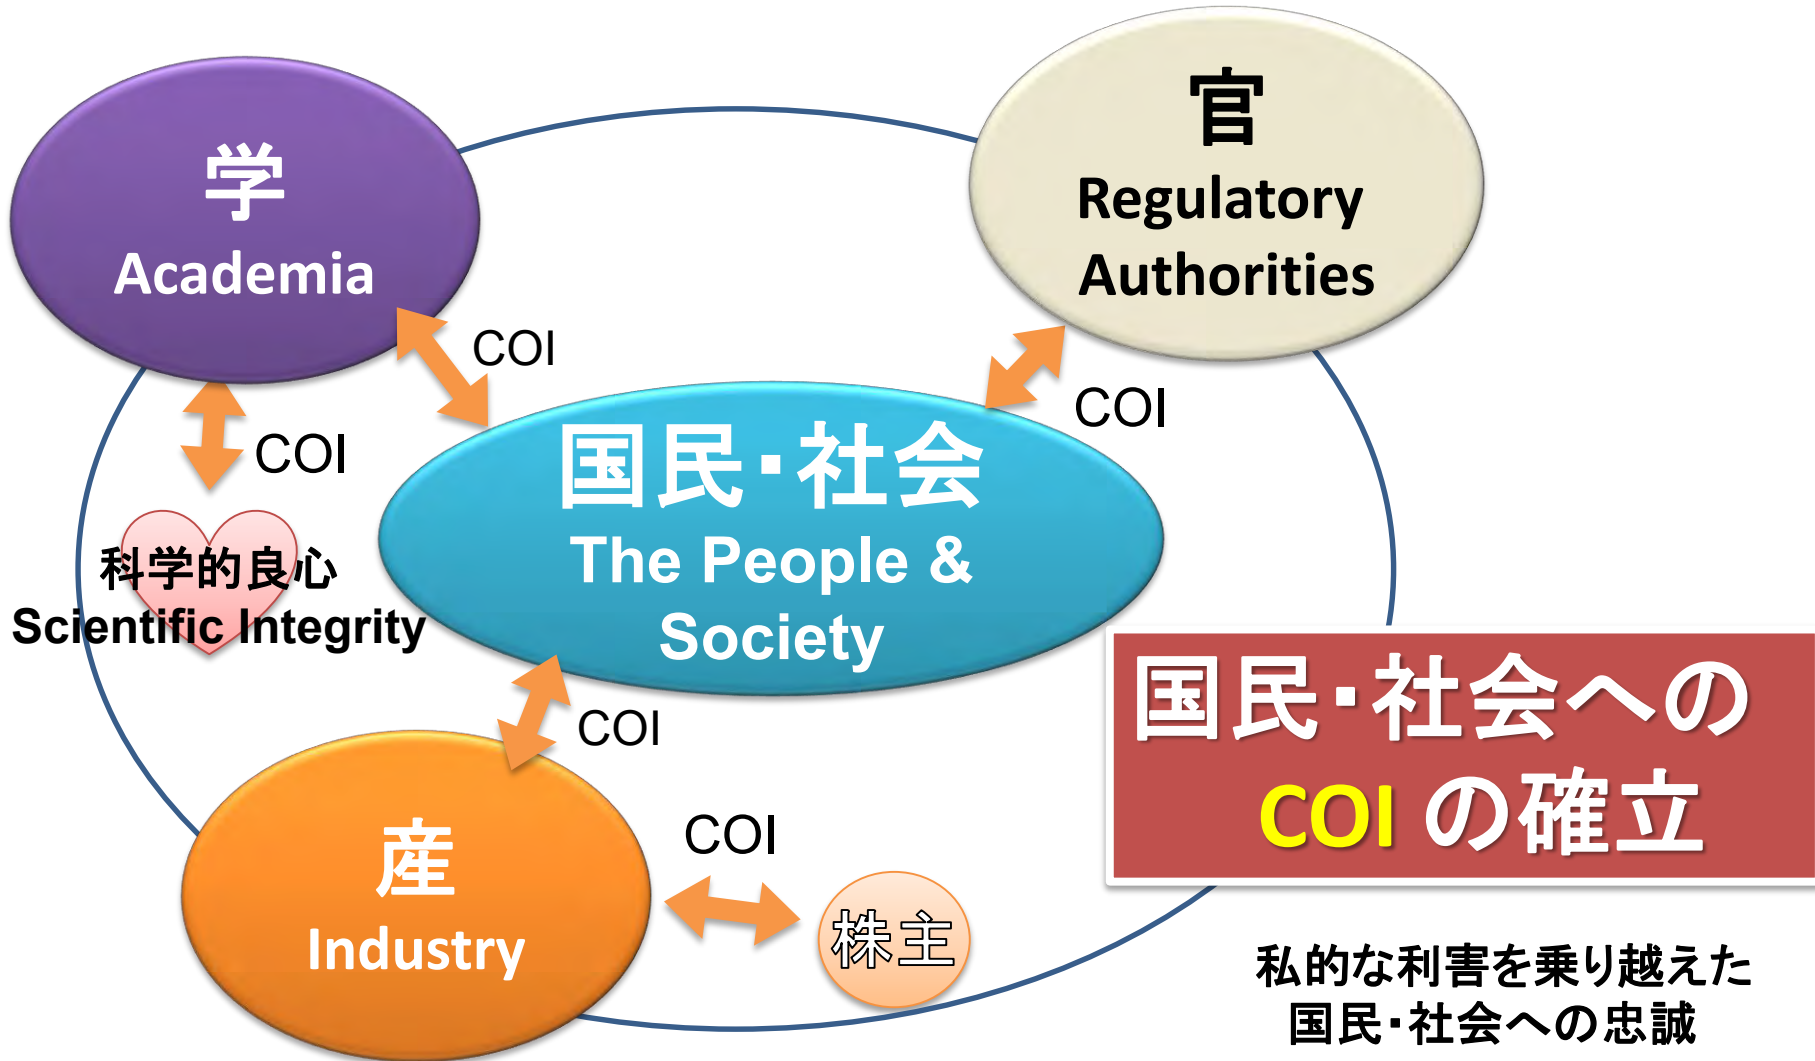 学
Academia
官
Regulatory
Authorities
COI
COI
COI
国民・社会
The People &
Society
科学的良心
Scientific Integrity
COI
産
Industry
COI
株主
国民・社会への
COI の確立
私的な利害を乗り越えた
国民・社会への忠誠